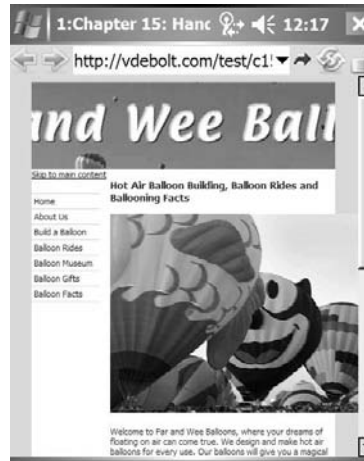 1:Chapter 15: Hanc 12:17
http://vdebolt.com/test/c1!
and Wee Ball
Skip to main content
Hot Air Balloon Building, Balloon Rides and
Ballooning Facts
Home
About Us
Build a Balloon
Balloon Rides
Balloon Museum
Balloon Gifts
Balloon Facts
Welcome to Far and Wee Balloons, where your dreams of
floating on air can come true. We design and make hot air
balloons for every use. Our balloons will give you a magical